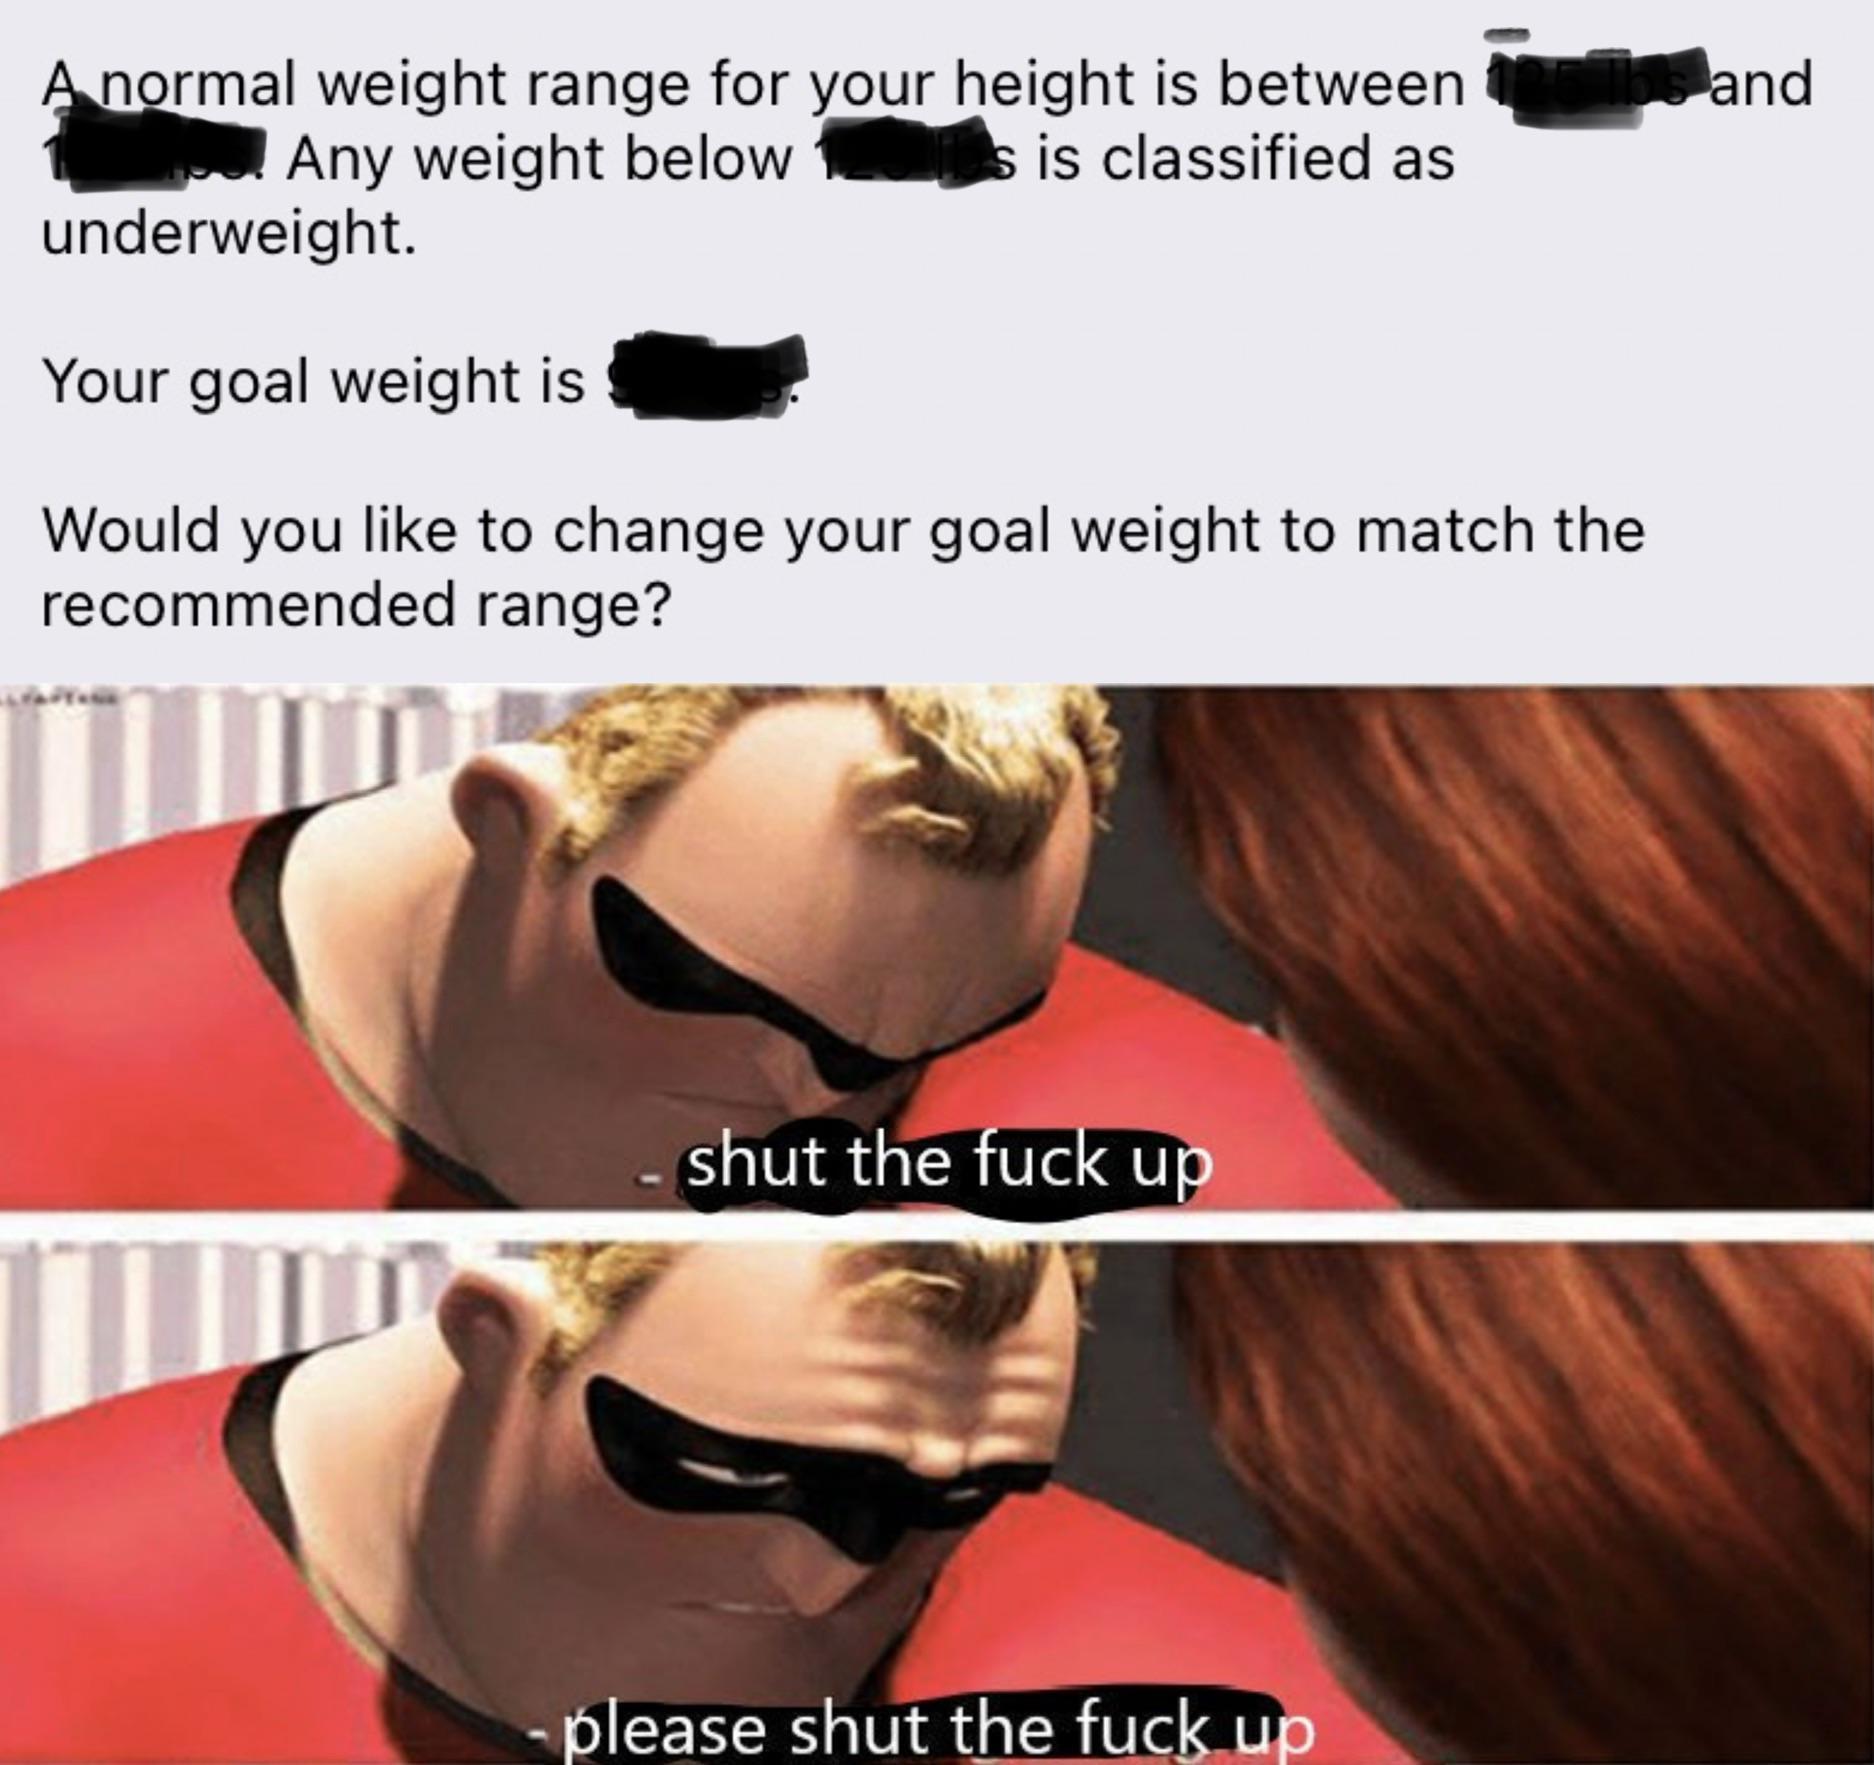 A normal weight range for your height is between and
Any weight below is classified as
underweight.
Your goal weight is
Would you like to change your goal weight to match the
recommended range?
- shut the fuck up
- please shut the fuck up